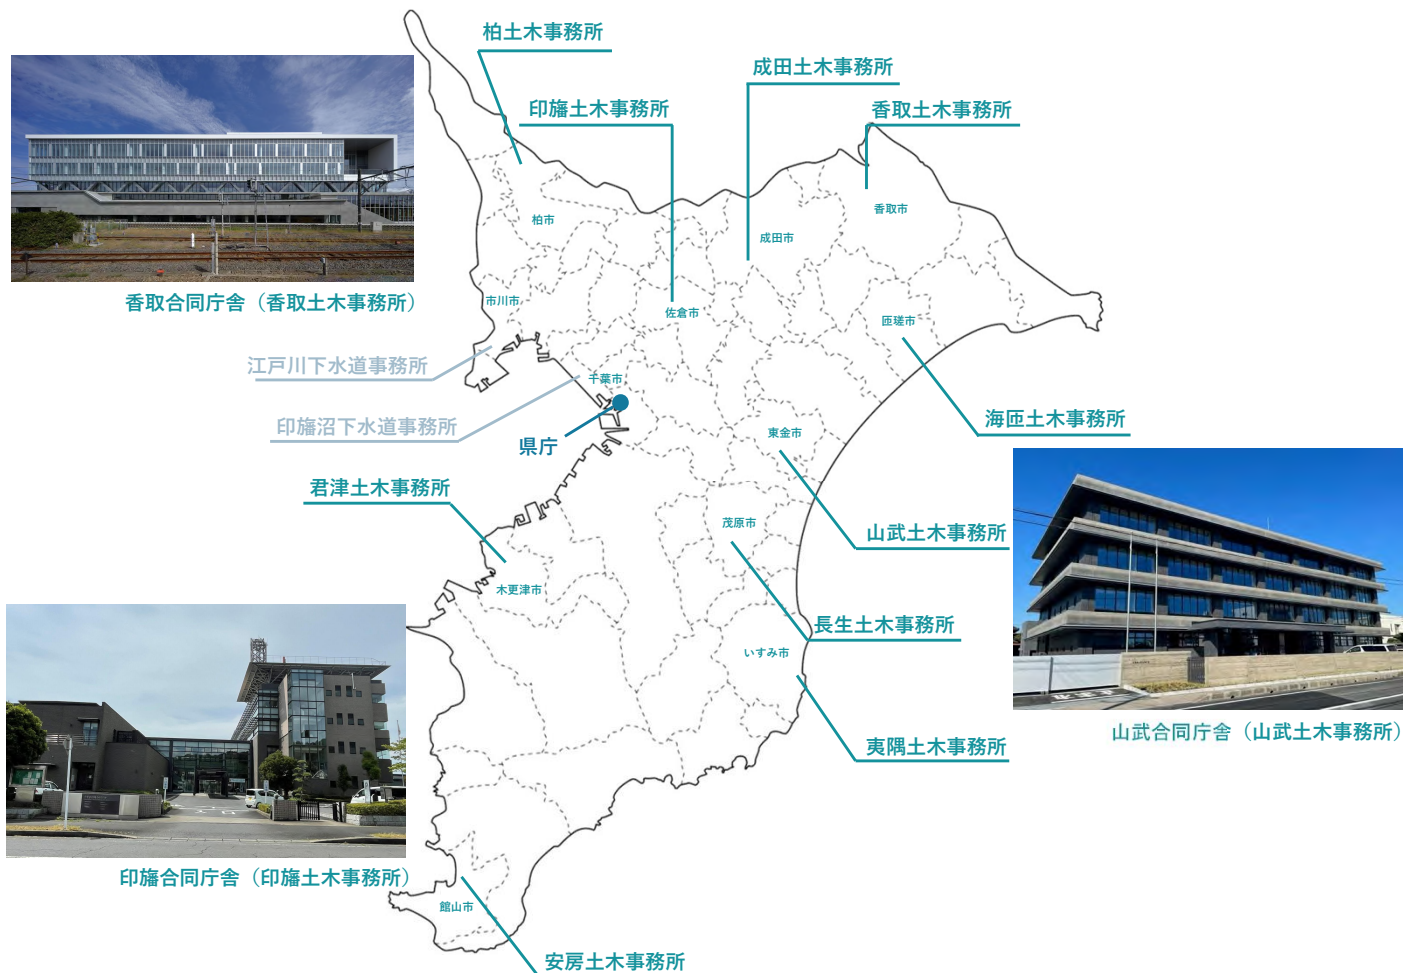 柏土木事務所
成田土木事務所
印旛土木事務所
香取土木事務所
香取市
柏市
成田市
香取合同庁舎（香取土木事務所）
市川市
佐倉市
匝瑳市
江戸川下水道事務所
千葉市
印旛沼下水道事務所
県庁
海匝土木事務所
東金市
君津土木事務所
茂原市
山武土木事務所
木更津市
長生土木事務所
いすみ市
山武合同庁舎（山武土木事務所）
夷隅土木事務所
印旛合同庁舎（印旛土木事務所）
館山市
安房土木事務所